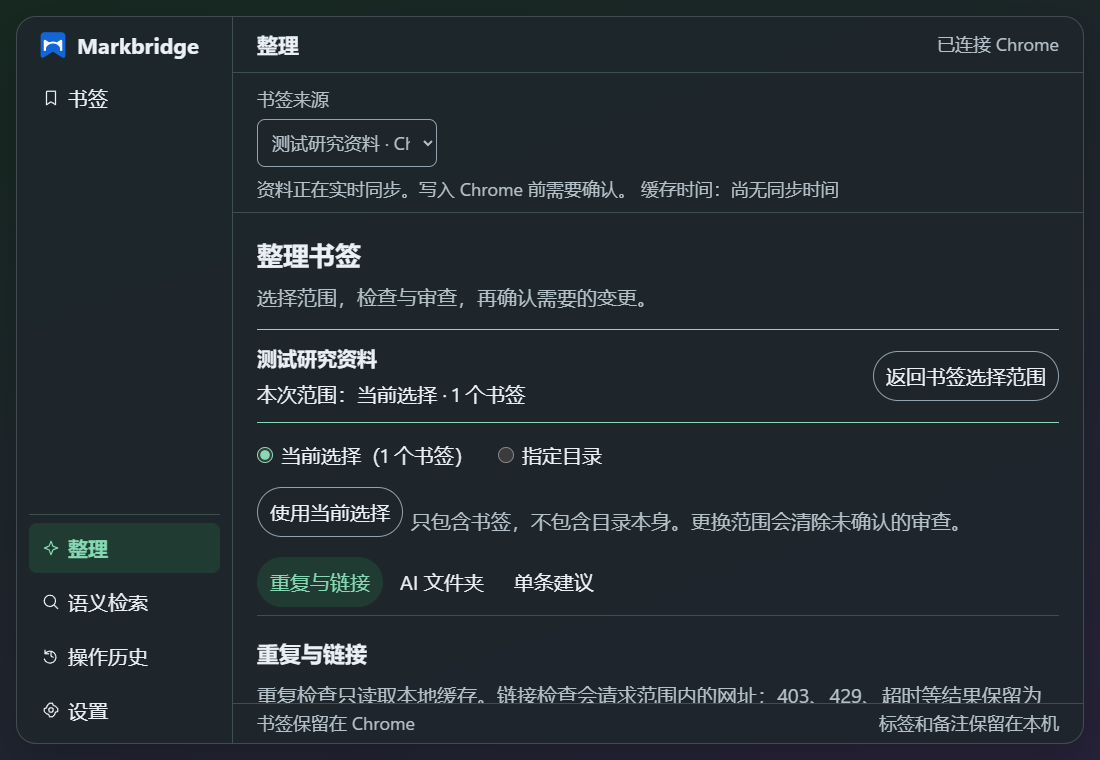 Markbridge
书签
整理
语义检索
操作历史
设置
整理
已连接 Chrome
书签来源
测试研究资料 · Ch
资料正在实时同步。写入 Chrome 前需要确认。 缓存时间：尚无同步时间
整理书签
选择范围，检查与审查，再确认需要的变更。
测试研究资料
本次范围：当前选择 · 1 个书签
返回书签选择范围
当前选择（1 个书签）
指定目录
使用当前选择
只包含书签，不包含目录本身。更换范围会清除未确认的审查。
重复与链接
AI 文件夹
单条建议
重复与链接
重复检查只读取本地缓存。链接检查会请求范围内的网址；403、429、超时等结果保留为
书签保留在 Chrome
标签和备注保留在本机